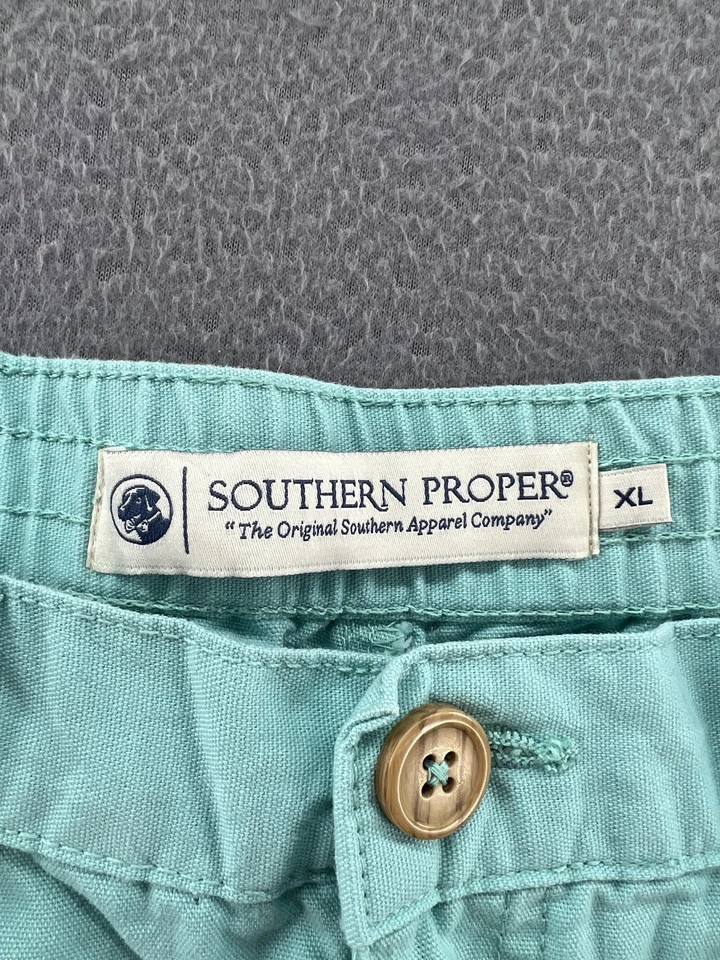 SOUTHERN PROPER®
"The Original Southern Apparel Company"
XL